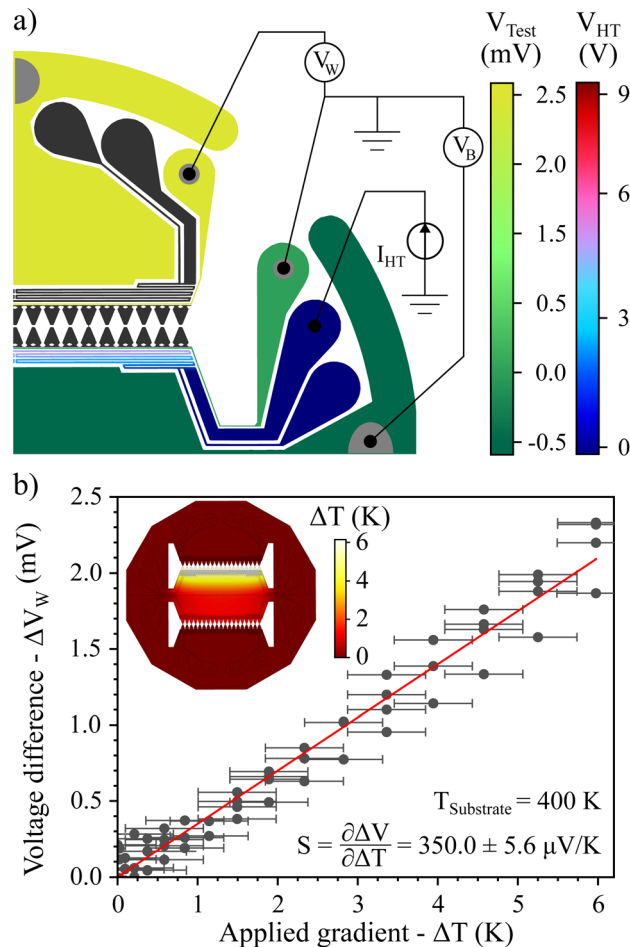 a)
V_Test (mV)
V_HT (V)
V_W
V_B
I_HT
2.5
2.0
1.5
0.5
0.0
-0.5
9
6
3
0
b)
ΔT (K)
6
4
2
0
Voltage difference - ΔV_W (mV)
2.5
2.0
1.5
1.0
0.5
0.0
T_Substrate = 400 K
S = ∂ΔV/∂ΔT = 350.0 ± 5.6 μV/K
0 1 2 3 4 5 6
Applied gradient - ΔT (K)